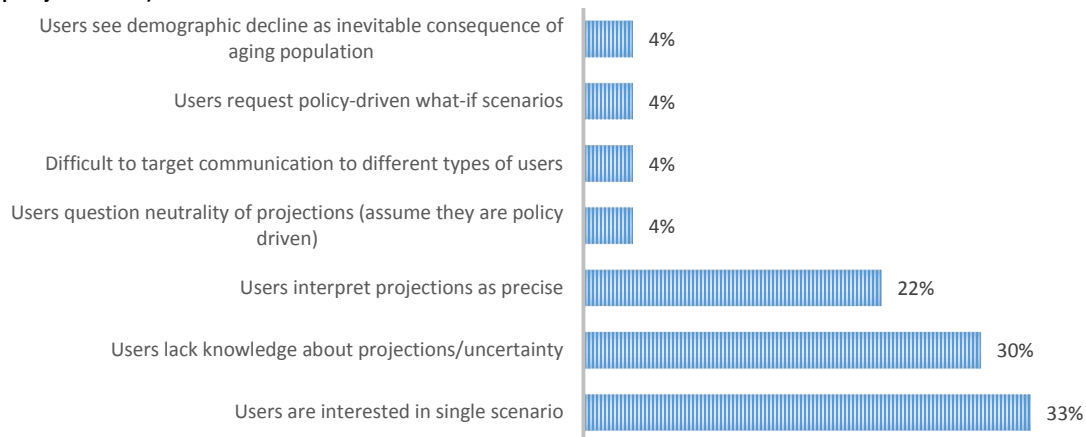 Users see demographic decline as inevitable consequence of
aging population
4%
Users request policy-driven what-if scenarios
4%
Difficult to target communication to different types of users
4%
Users question neutrality of projections (assume they are policy
driven)
4%
Users interpret projections as precise
22%
Users lack knowledge about projections/uncertainty
30%
Users are interested in single scenario
33%